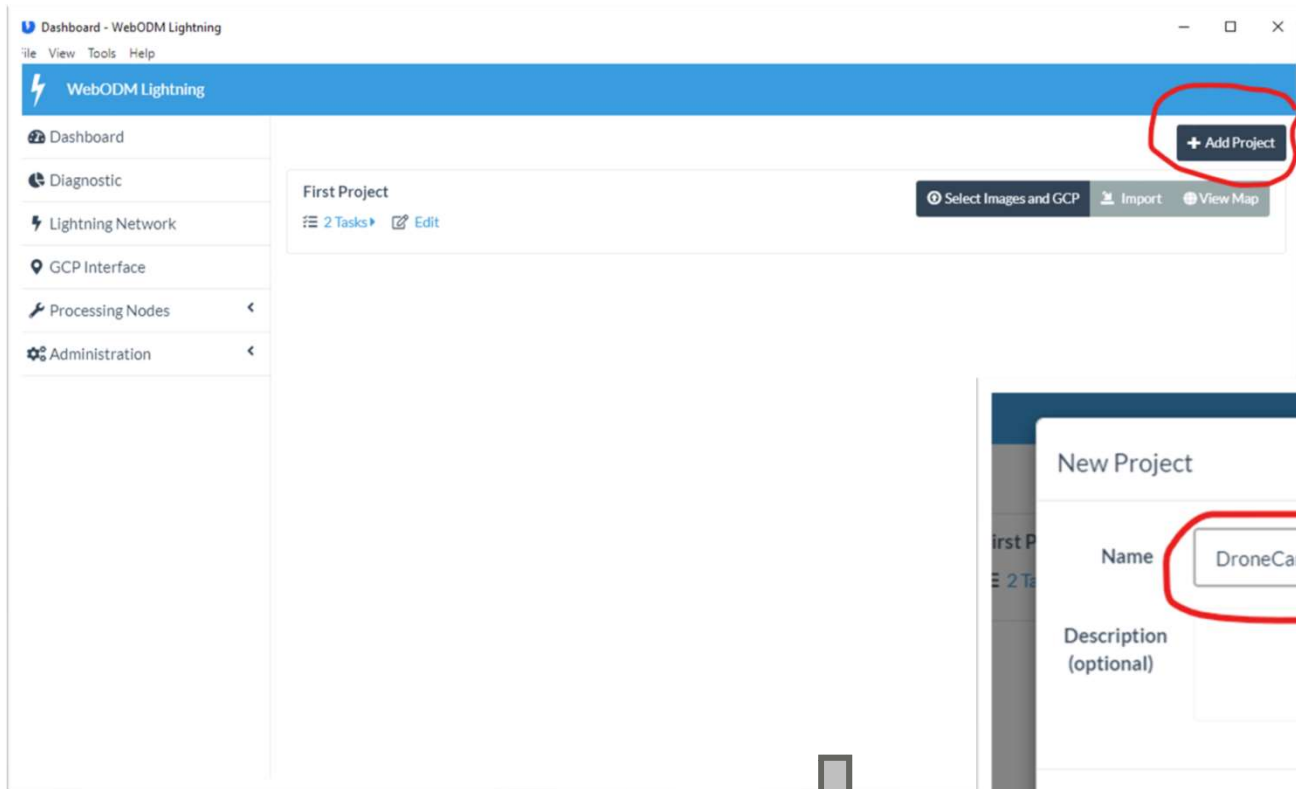 Dashboard - WebODM Lightning
File View Tools Help
WebODM Lightning
Dashboard
Diagnostic
Lightning Network
GCP Interface
Processing Nodes
Administration
+ Add Project
First Project
2 Tasks Edit
Select Images and GCP Import View Map
New Project
irst P
2 Ta
Name DroneCa
Description
(optional)